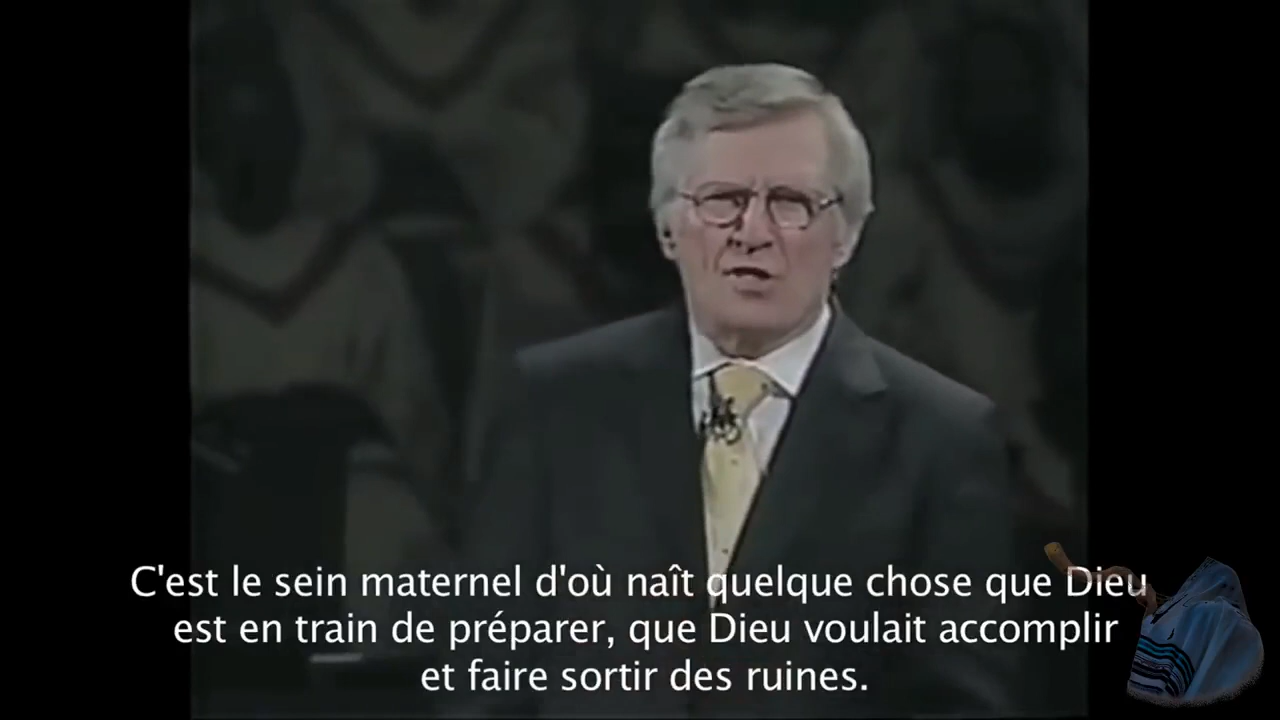 C'est le sein maternel d'où naît quelque chose que Dieu
est en train de préparer, que Dieu voulait accomplir
et faire sortir des ruines.